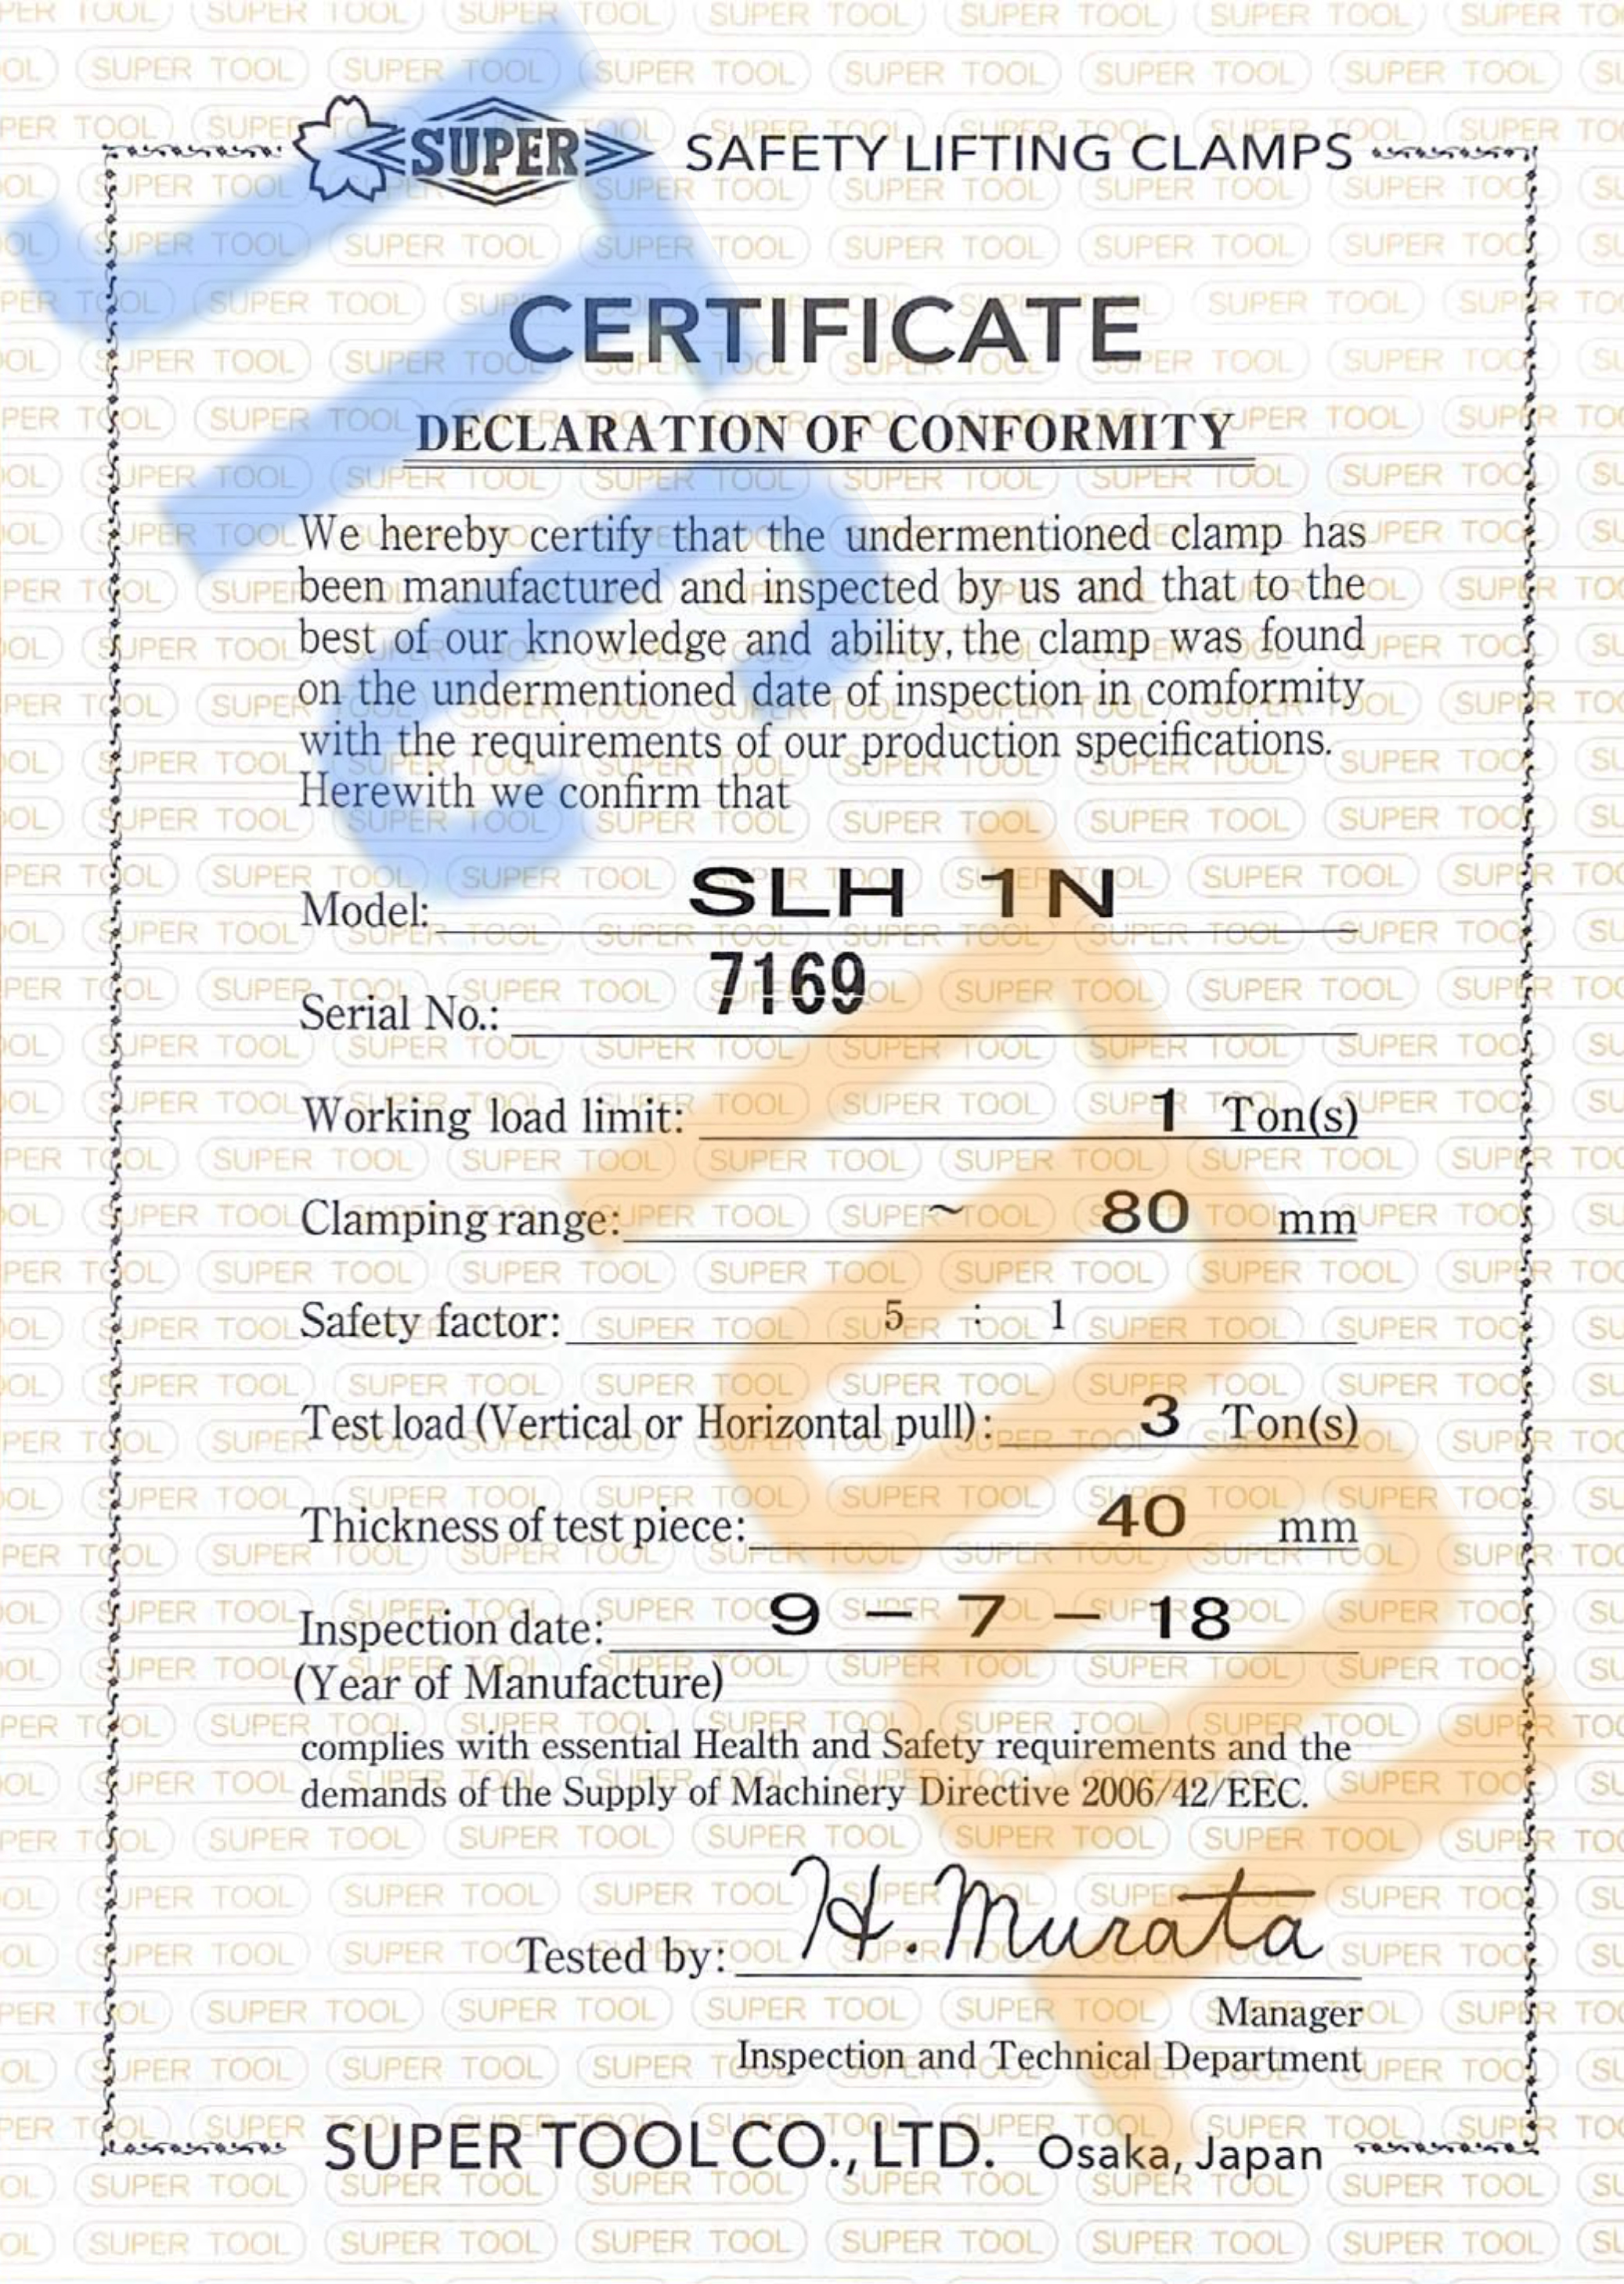 SUPER SAFETY LIFTING CLAMPS
CERTIFICATE
DECLARATION OF CONFORMITY
We hereby certify that the undermentioned clamp has
been manufactured and inspected by us and that to the
best of our knowledge and ability, the clamp was found
on the undermentioned date of inspection in comformity
with the requirements of our production specifications.
Herewith we confirm that
Model: SLH 1N
Serial No.: 7169
Working load limit: 1 Ton(s)
Clamping range: ~ 80 mm
Safety factor: 5 : 1
Test load (Vertical or Horizontal pull): 3 Ton(s)
Thickness of test piece: 40 mm
Inspection date: 9 - 7 - 18
(Year of Manufacture)
complies with essential Health and Safety requirements and the
demands of the Supply of Machinery Directive 2006/42/EEC.
Tested by: H. Murata
Manager
Inspection and Technical Department
SUPER TOOL CO., LTD. Osaka, Japan